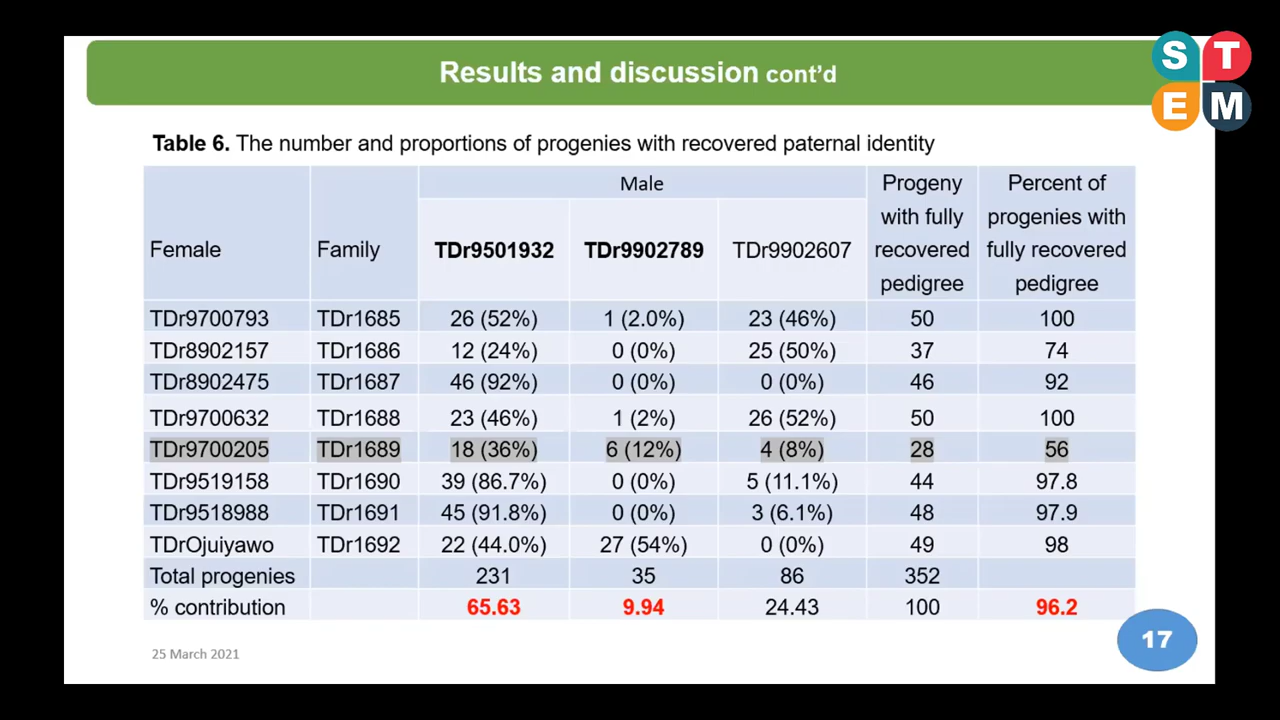 Results and discussion cont'd
S T
E M
Table 6. The number and proportions of progenies with recovered paternal identity
Female Family Male Progeny with fully recovered pedigree Percent of progenies with fully recovered pedigree
TDr9501932 TDr9902789 TDr9902607
TDr9700793 TDr1685 26 (52%) 1 (2.0%) 23 (46%) 50 100
TDr8902157 TDr1686 12 (24%) 0 (0%) 25 (50%) 37 74
TDr8902475 TDr1687 46 (92%) 0 (0%) 0 (0%) 46 92
TDr9700632 TDr1688 23 (46%) 1 (2%) 26 (52%) 50 100
TDr9700205 TDr1689 18 (36%) 6 (12%) 4 (8%) 28 56
TDr9519158 TDr1690 39 (86.7%) 0 (0%) 5 (11.1%) 44 97.8
TDr9518988 TDr1691 45 (91.8%) 0 (0%) 3 (6.1%) 48 97.9
TDrOjuiyawo TDr1692 22 (44.0%) 27 (54%) 0 (0%) 49 98
Total progenies 231 35 86 352
% contribution 65.63 9.94 24.43 100 96.2
25 March 2021
17